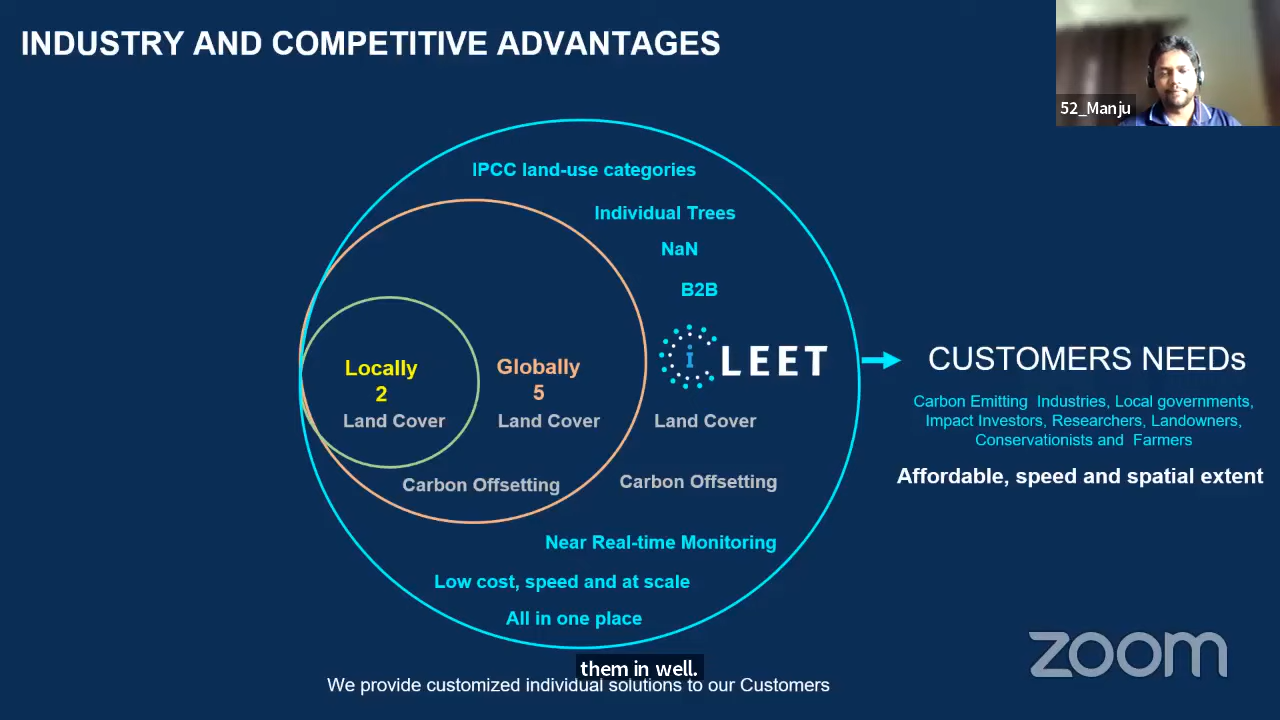 INDUSTRY AND COMPETITIVE ADVANTAGES
52_Manju
IPCC land-use categories
Individual Trees
NaN
B2B
i LEET
Locally
2
Land Cover
Globally
5
Land Cover
Land Cover
Carbon Offsetting
Carbon Offsetting
Near Real-time Monitoring
Low cost, speed and at scale
All in one place
CUSTOMERS NEEDs
Carbon Emitting Industries, Local governments,
Impact Investors, Researchers, Landowners,
Conservationists and Farmers
Affordable, speed and spatial extent
them in well.
We provide customized individual solutions to our Customers
zoom